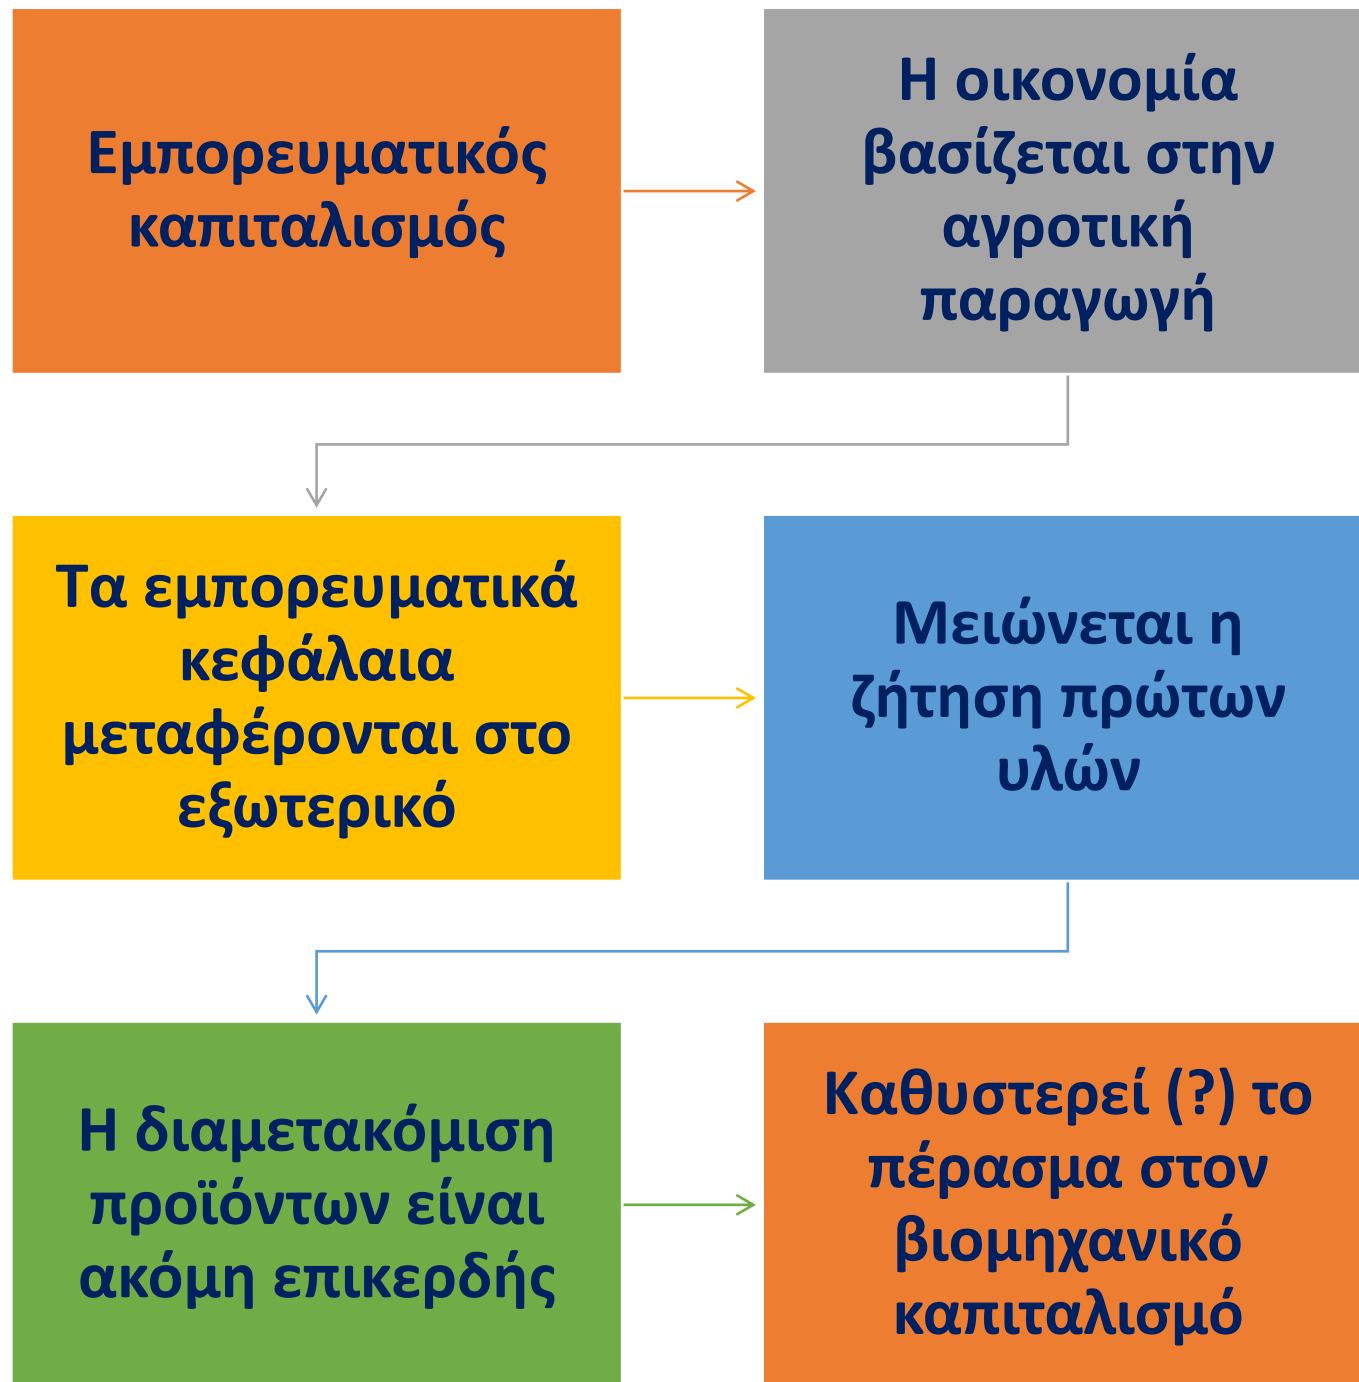 Εμπορευματικός
καπιταλισμός
Η οικονομία
βασίζεται στην
αγροτική
παραγωγή
Τα εμπορευματικά
κεφάλαια
μεταφέρονται στο
εξωτερικό
Μειώνεται η
ζήτηση πρώτων
υλών
Η διαμετακόμιση
προϊόντων είναι
ακόμη επικερδής
Καθυστερεί (?) το
πέρασμα στον
βιομηχανικό
καπιταλισμό